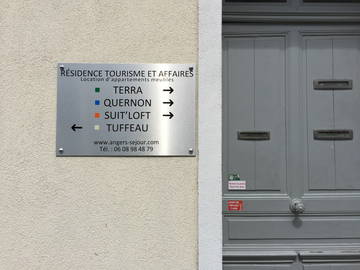 RÉSIDENCE TOURISME ET AFFAIRES
Location d'appartements meublés
TERRA →
QUERNON →
SUIT'LOFT →
← TUFFEAU
www.angers-sejour.com
Tél. : 06 08 98 48 79